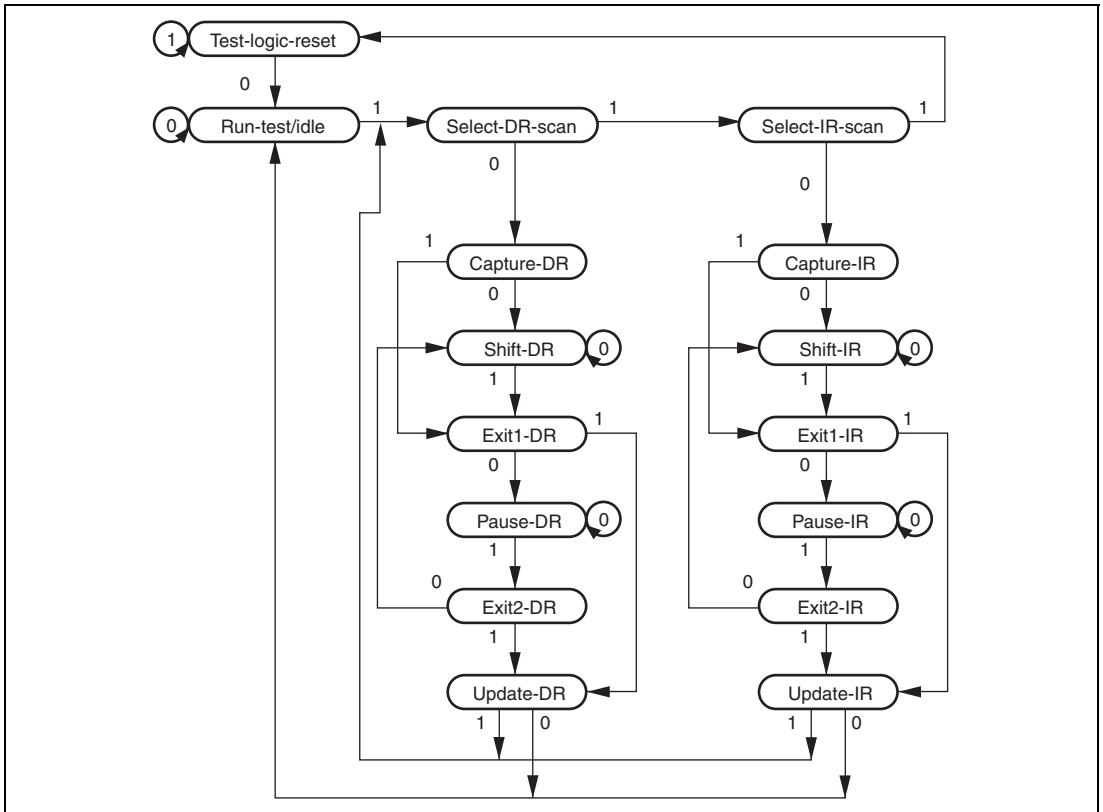 1 Test-logic-reset
0
0 Run-test/idle 1 Select-DR-scan 1 Select-IR-scan 1
0 0
1 Capture-DR 1 Capture-IR
0 0
Shift-DR 0 Shift-IR 0
1 1
Exit1-DR 1 Exit1-IR 1
0 0
Pause-DR 0 Pause-IR 0
1 1
0 Exit2-DR 0 Exit2-IR
1 1
Update-DR Update-IR
1 0 1 0